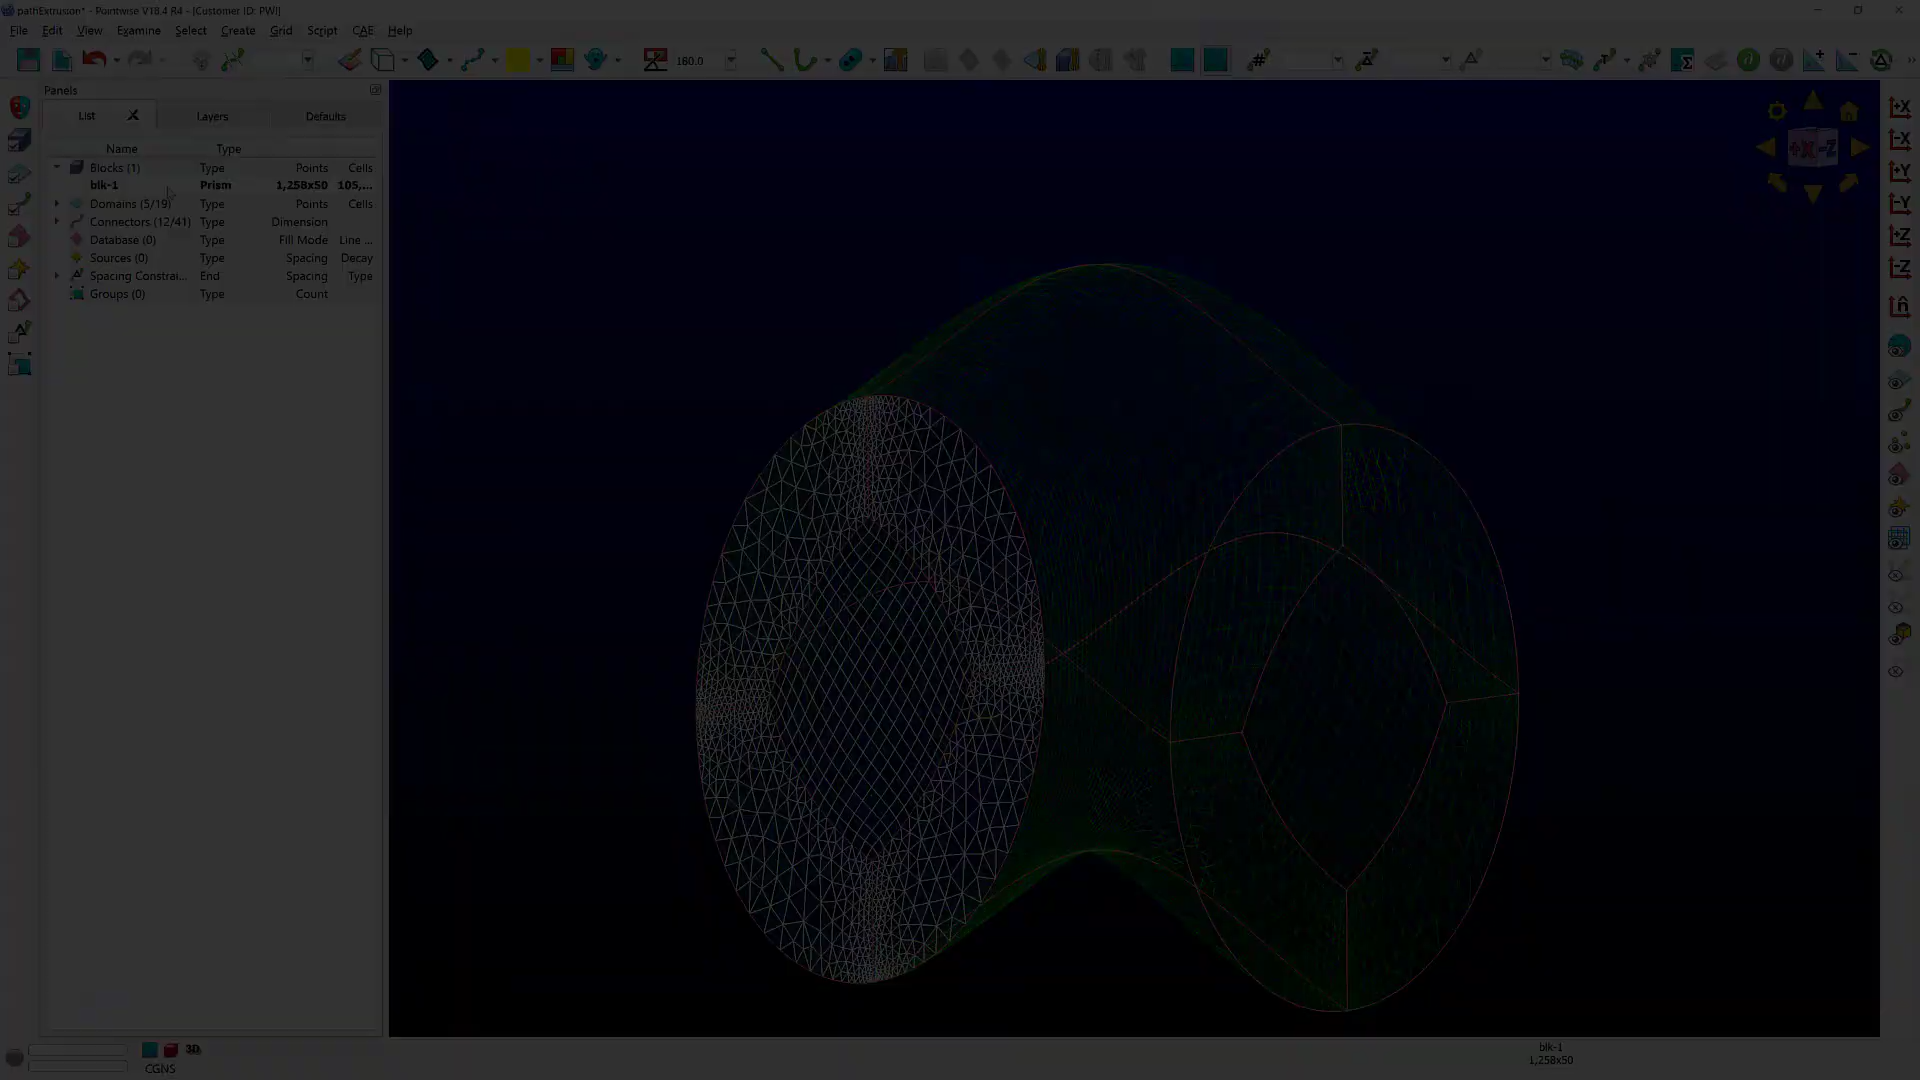 pathExtrusion* - Pointwise V18.4 R4 - [Customer ID: PWI]
File Edit View Examine Select Create Grid Script CAE Help
180.0
Panels
List Layers Defaults
Name Type
Blocks (1) Type Points Cells
blk-1 Prism 1,258x50 105,...
Domains (5/19) Type Points Cells
Connectors (12/41) Type Dimension
Database (0) Type Fill Mode Line ...
Sources (0) Type Spacing Decay
Spacing Constrai... End Spacing Type
Groups (0) Type Count
+X -Z
+X
-X
+Y
-Y
+Z
-Z
n̂
3D
CGNS
blk-1
1,258x50